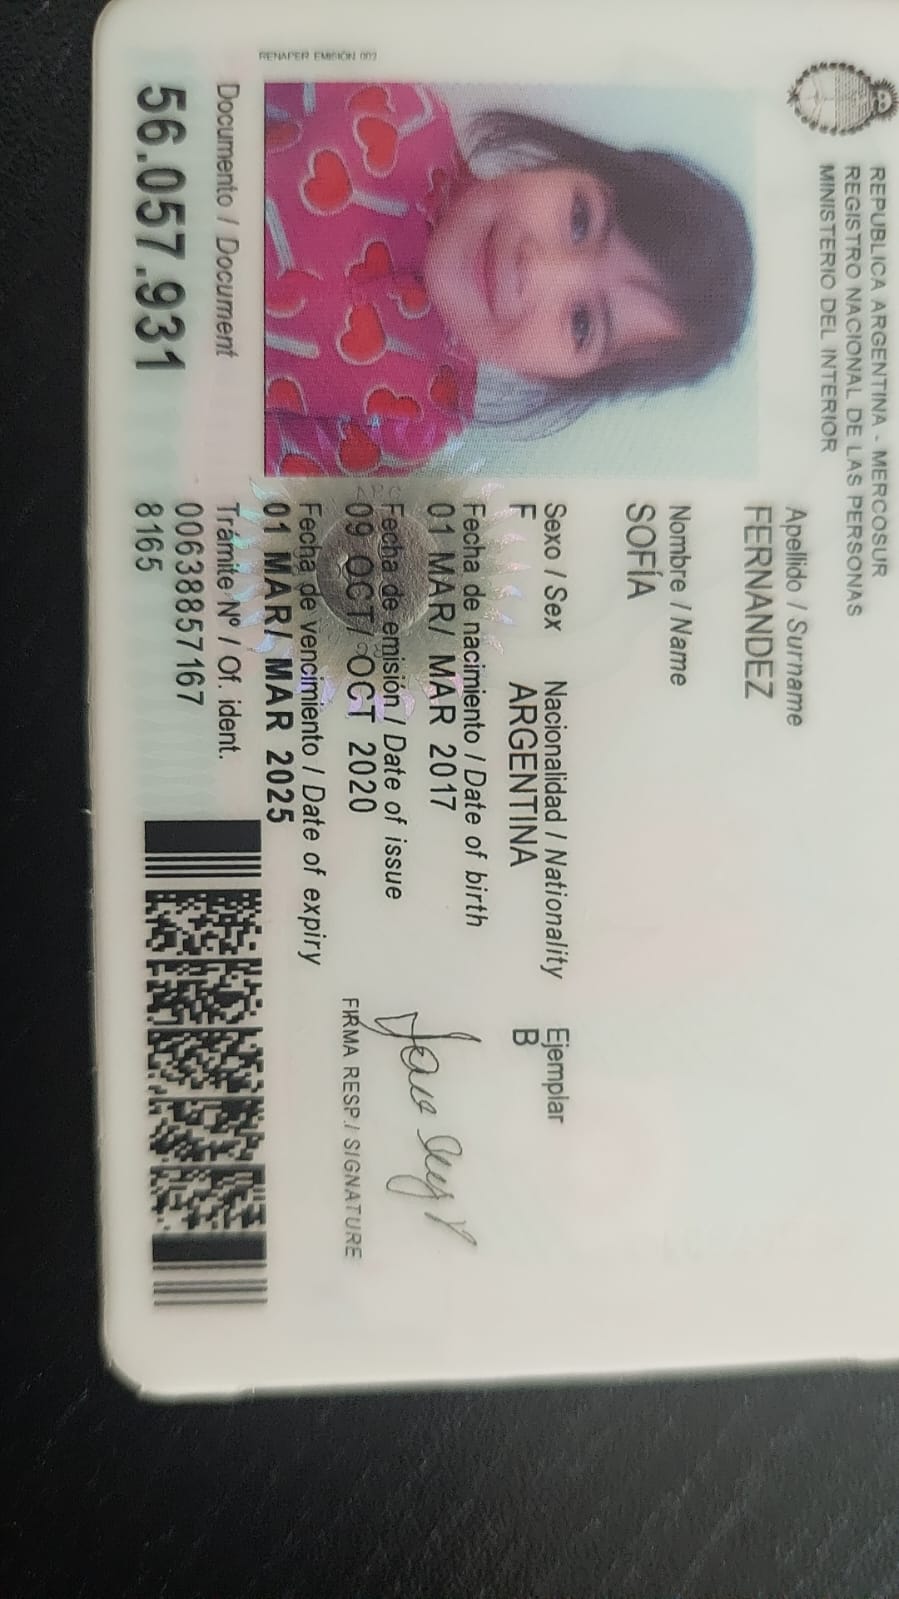 REPUBLICA ARGENTINA - MERCOSUR
REGISTRO NACIONAL DE LAS PERSONAS
MINISTERIO DEL INTERIOR
Apellido / Surname
FERNANDEZ
Nombre / Name
SOFÍA
Sexo / Sex Nacionalidad / Nationality Ejemplar
F ARGENTINA B
Fecha de nacimiento / Date of birth
01 MAR/ MAR 2017
Fecha de emisión / Date of issue
09 OCT/ OCT 2020
Fecha de vencimiento / Date of expiry
01 MAR/ MAR 2025
FIRMA RESP./ SIGNATURE
RENAPER EMISION 003
Documento / Document
56.057.931
Trámite Nº / Of. ident.
00638857167
8165